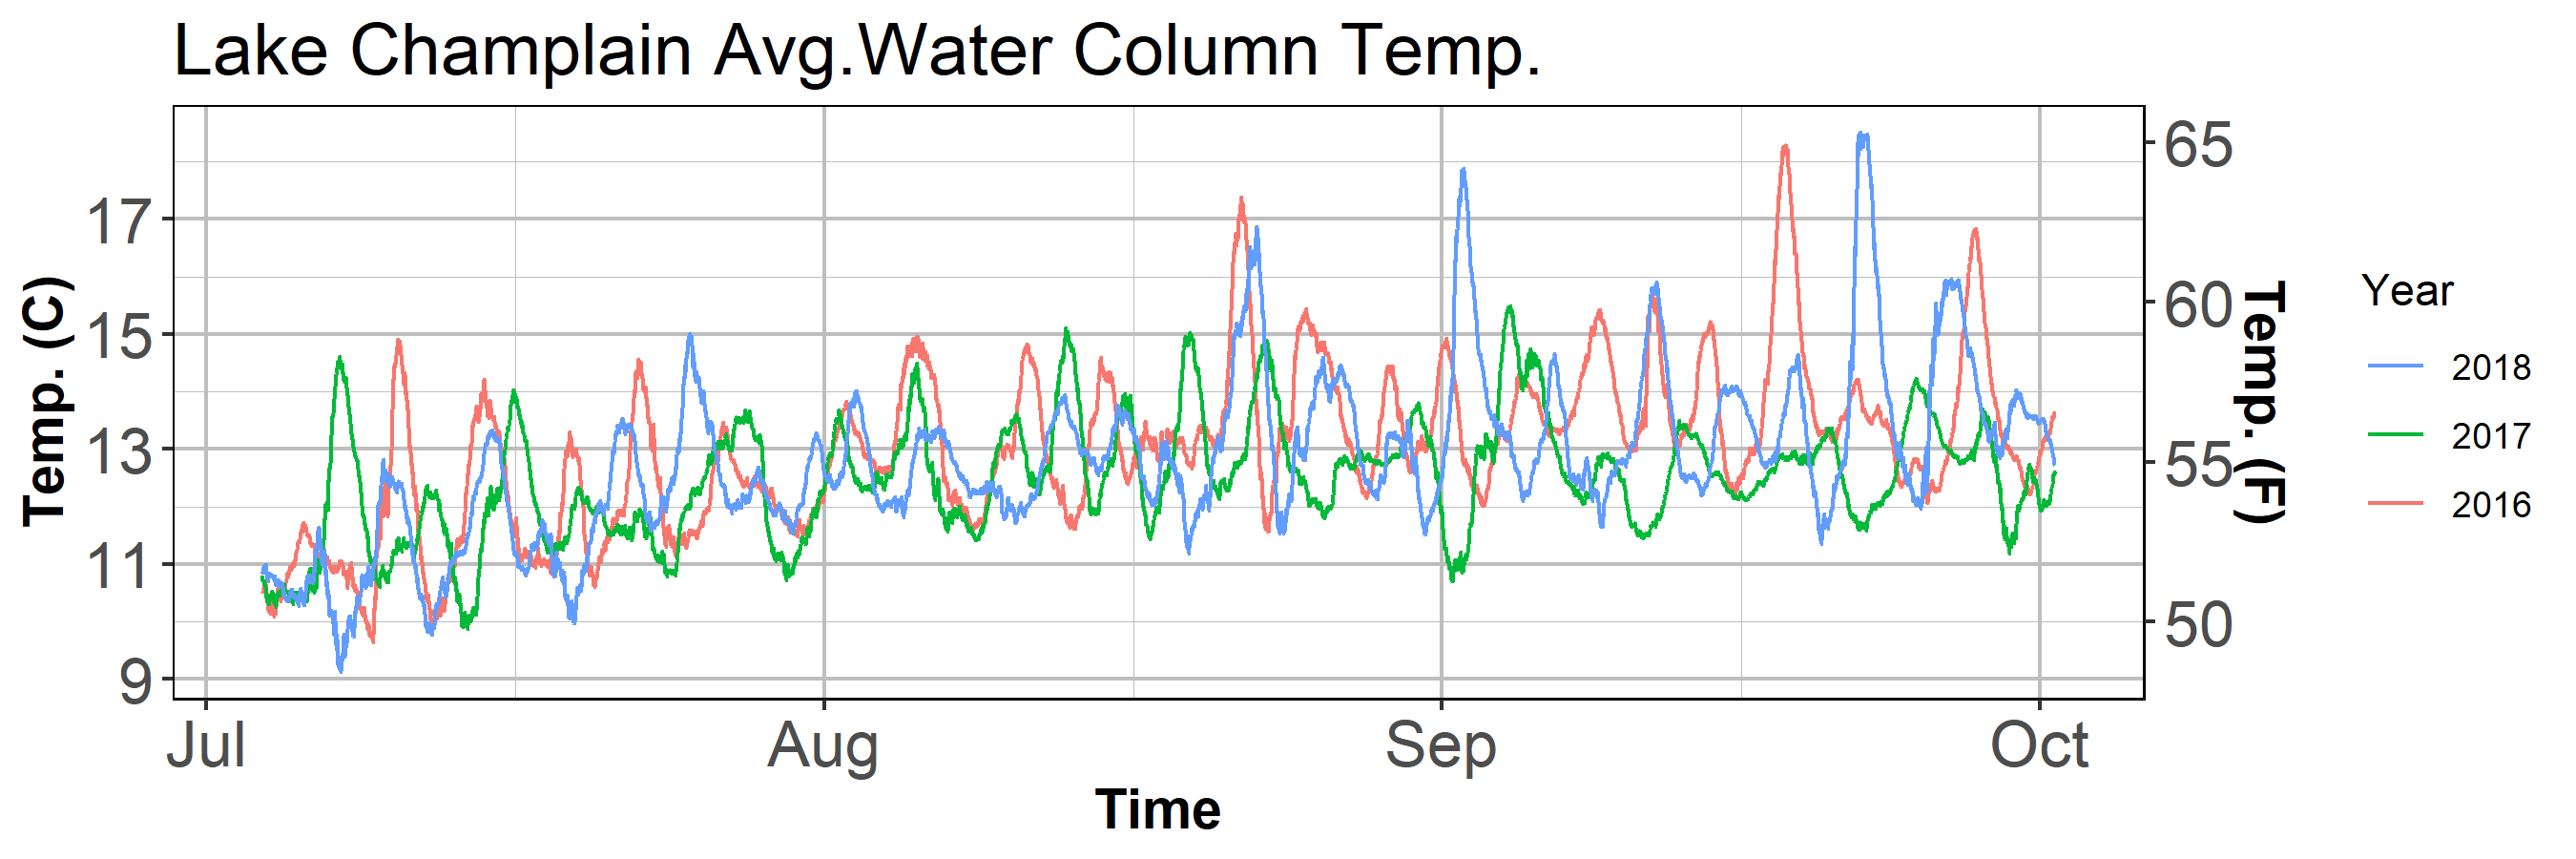 Lake Champlain Avg.Water Column Temp.
Temp. (C)
17
15
13
11
9
65
60
55
50
Temp. (F)
Jul Aug Sep Oct
Time
Year
2018
2017
2016